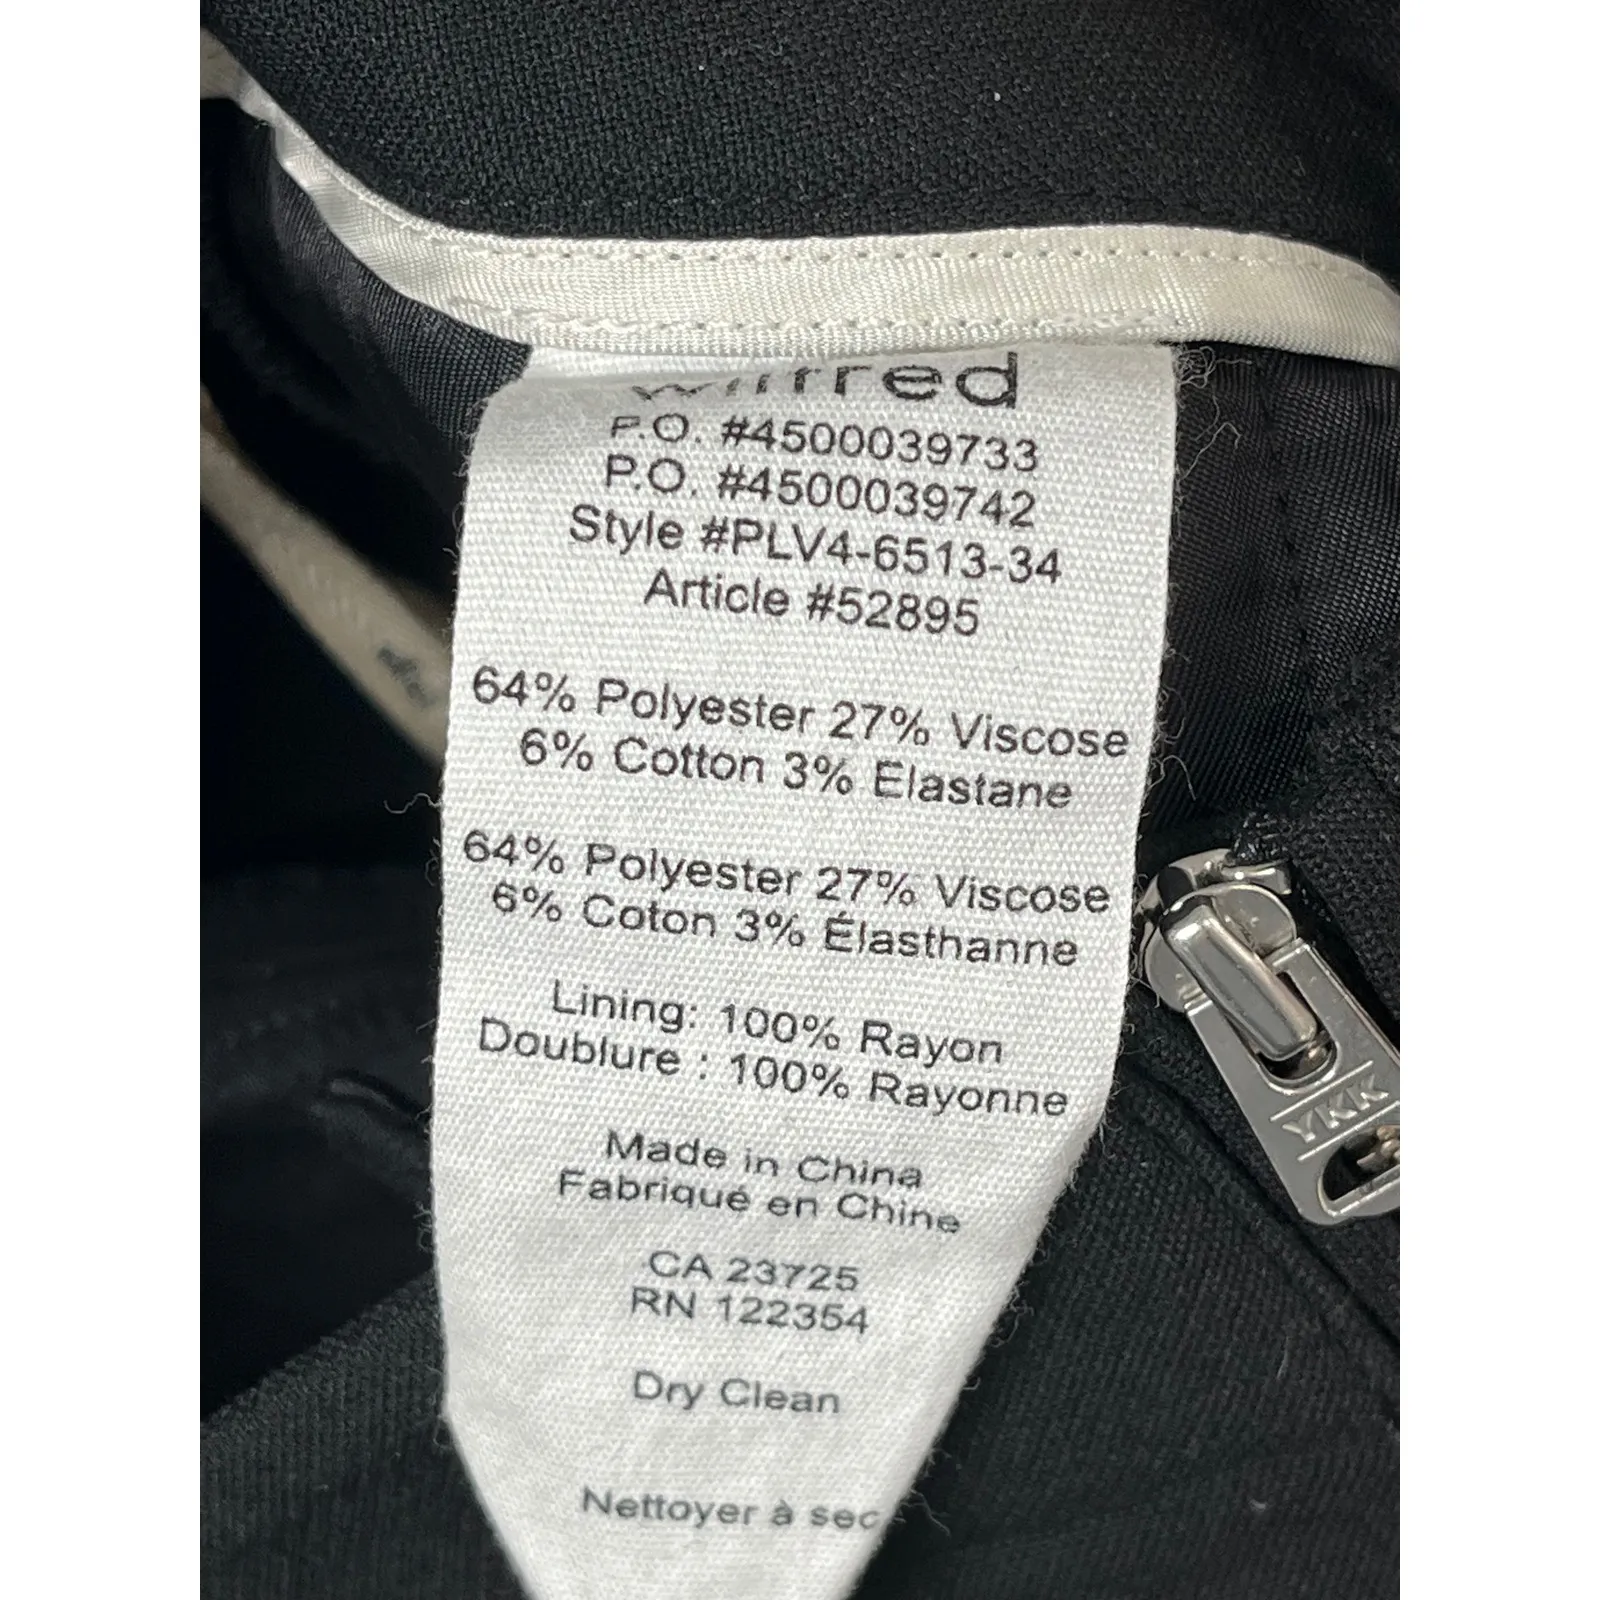 wilfred
P.O. #4500039733
P.O. #4500039742
Style #PLV4-6513-34
Article #52895
64% Polyester 27% Viscose
6% Cotton 3% Elastane
64% Polyester 27% Viscose
6% Coton 3% Élasthanne
Lining: 100% Rayon
Doublure : 100% Rayonne
Made in China
Fabriqué en Chine
CA 23725
RN 122354
Dry Clean
Nettoyer à sec
YKK